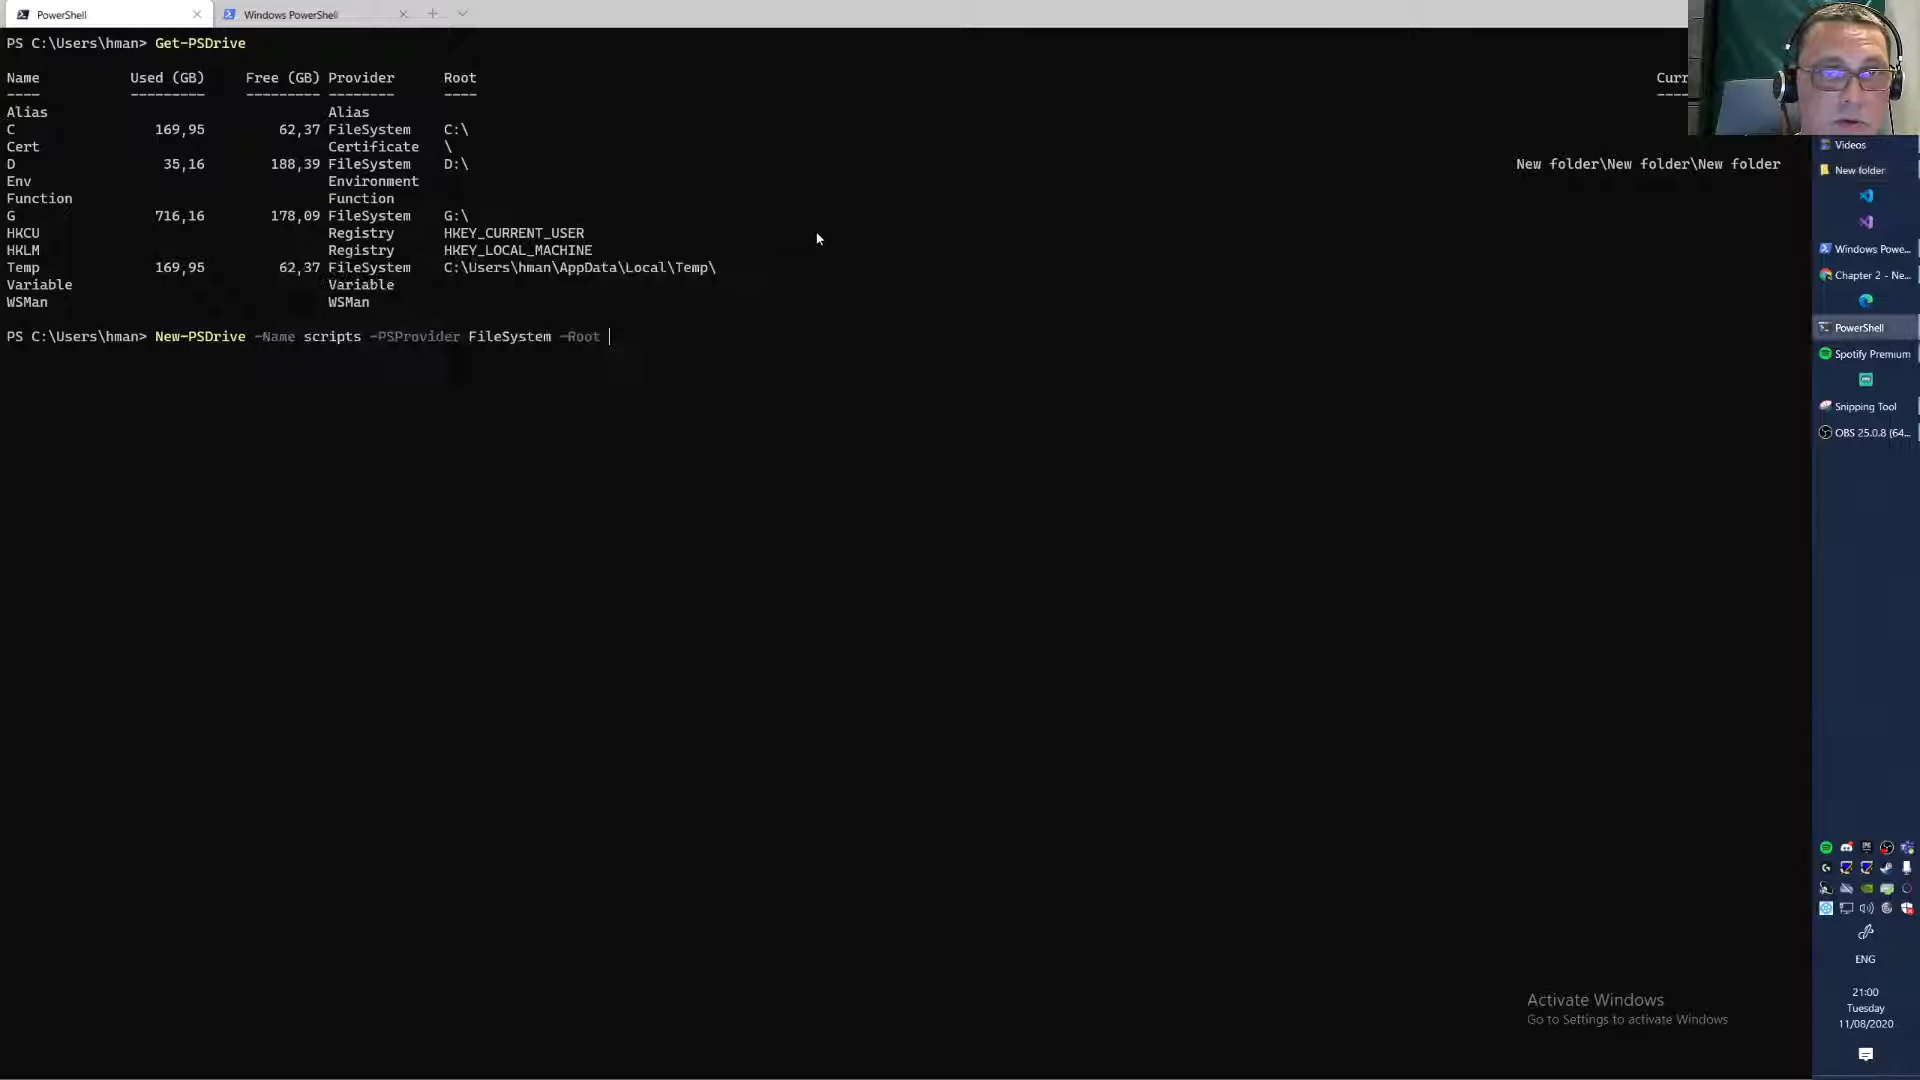 PowerShell
Windows PowerShell
PS C:\Users\hman> Get-PSDrive
Name Used (GB) Free (GB) Provider Root Curr
---- --------- --------- -------- ---- ----
Alias Alias
C 169,95 62,37 FileSystem C:\
Cert Certificate \
D 35,16 188,39 FileSystem D:\ New folder\New folder\New folder
Env Environment
Function Function
G 716,16 178,09 FileSystem G:\
HKCU Registry HKEY_CURRENT_USER
HKLM Registry HKEY_LOCAL_MACHINE
Temp 169,95 62,37 FileSystem C:\Users\hman\AppData\Local\Temp\
Variable Variable
WSMan WSMan
PS C:\Users\hman> New-PSDrive -Name scripts -PSProvider FileSystem -Root
Videos
New folder
Windows Powe...
Chapter 2 - Ne...
PowerShell
Spotify Premium
Snipping Tool
OBS 25.0.8 (64...
ENG
21:00
Tuesday
11/08/2020
Activate Windows
Go to Settings to activate Windows